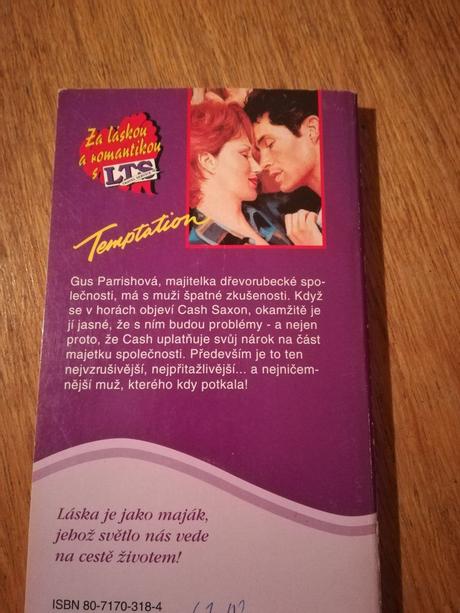 Za láskou
a romantikou
s LTS
Temptation
Gus Parrishová, majitelka dřevorubecké spo-
lečnosti, má s muži špatné zkušenosti. Když
se v horách objeví Cash Saxon, okamžitě je
jí jasné, že s ním budou problémy - a nejen
proto, že Cash uplatňuje svůj nárok na část
majetku společnosti. Především je to ten
nejvzrušivější, nejpřitažlivější... a nejničem-
nější muž, kterého kdy potkala!
Láska je jako maják,
jehož světlo nás vede
na cestě životem!
ISBN 80-7170-318-4